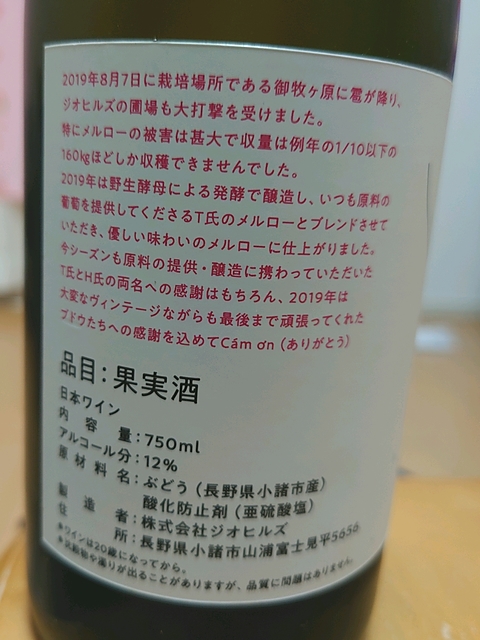 2019年8月7日に栽培場所である御牧ヶ原に雹が降り、
ジオヒルズの圃場も大打撃を受けました。
特にメルローの被害は甚大で収量は例年の1/10以下の
160㎏ほどしか収穫できませんでした。
2019年は野生酵母による発酵で醸造し、いつも原料の
葡萄を提供してくださるT氏のメルローとブレンドさせて
いただき、優しい味わいのメルローに仕上がりました。
今シーズンも原料の提供・醸造に携わっていただいた
T氏とH氏の両名への感謝はもちろん、2019年は
大変なヴィンテージながらも最後まで頑張ってくれた
ブドウたちへの感謝を込めてCám ơn（ありがとう）
品目：果実酒
日本ワイン
内容量：750ml
アルコール分：12%
原材料名：ぶどう（長野県小諸市産）
酸化防止剤（亜硫酸塩）
製造者：株式会社ジオヒルズ
住所：長野県小諸市山浦富士見平5656
※ワインは20歳になってから。
や濁りが出ることがありますが、品質に問題はありません。